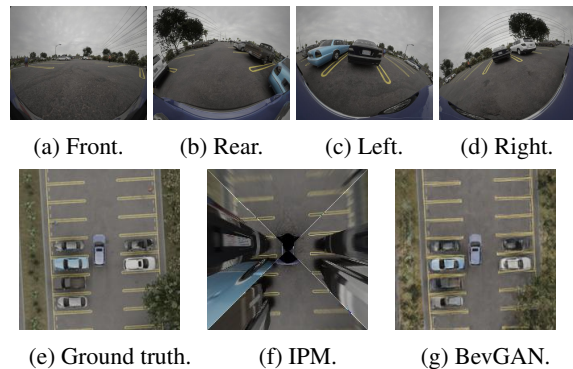 (a) Front.
(b) Rear.
(c) Left.
(d) Right.
(e) Ground truth.
(f) IPM.
(g) BevGAN.